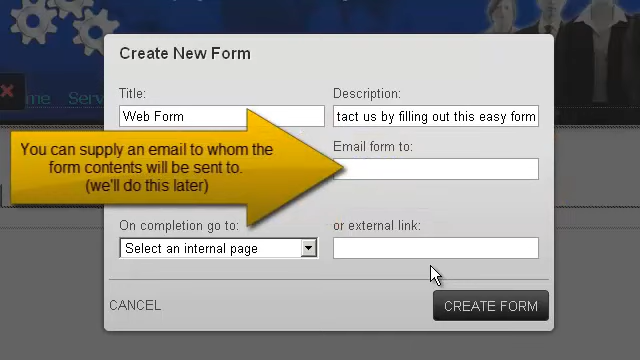 me Serv
Create New Form
Title:
Description:
Web Form
tact us by filling out this easy form
Email form to:
You can supply an email to whom the
form contents will be sent to.
(we'll do this later)
On completion go to:
or external link:
Select an internal page
CANCEL
CREATE FORM